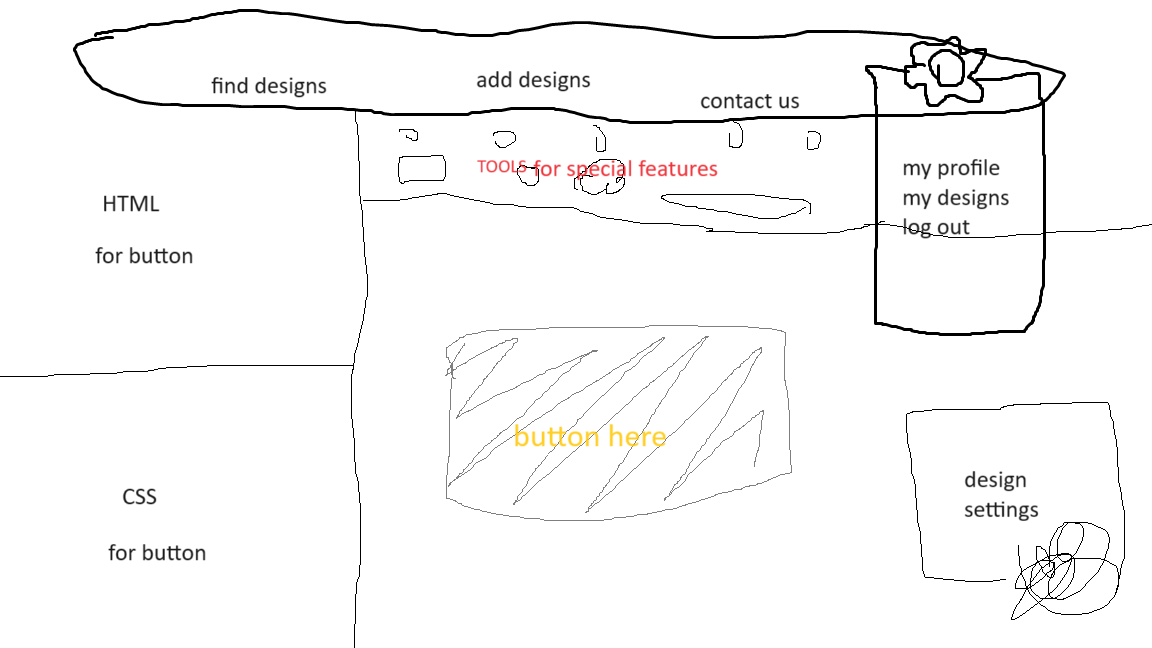 find designs
add designs
contact us
TOOLS for special features
my profile
my designs
log out
HTML
for button
button here
design
settings
CSS
for button